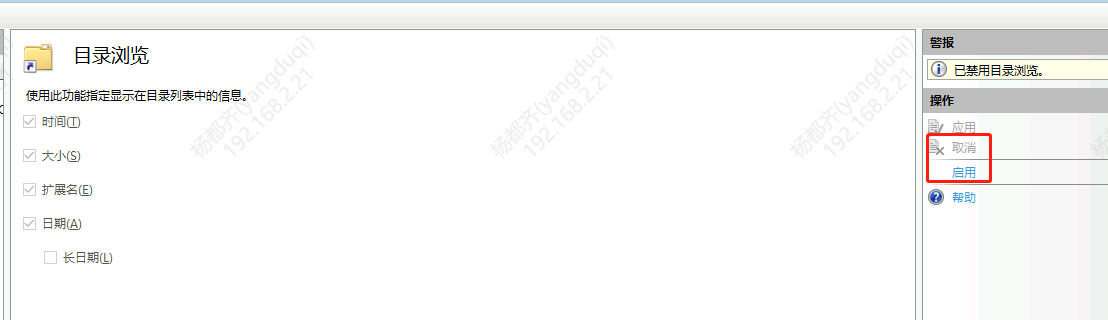 目录浏览
使用此功能指定显示在目录列表中的信息。
时间(T)
大小(S)
扩展名(E)
日期(A)
长日期(L)
警报
已禁用目录浏览。
操作
应用
取消
启用
帮助
杨都齐(yangduqi)
192.168.2.21
杨都齐(yangduqi)
192.168.2.21
杨都齐(yangduqi)
192.168.2.21